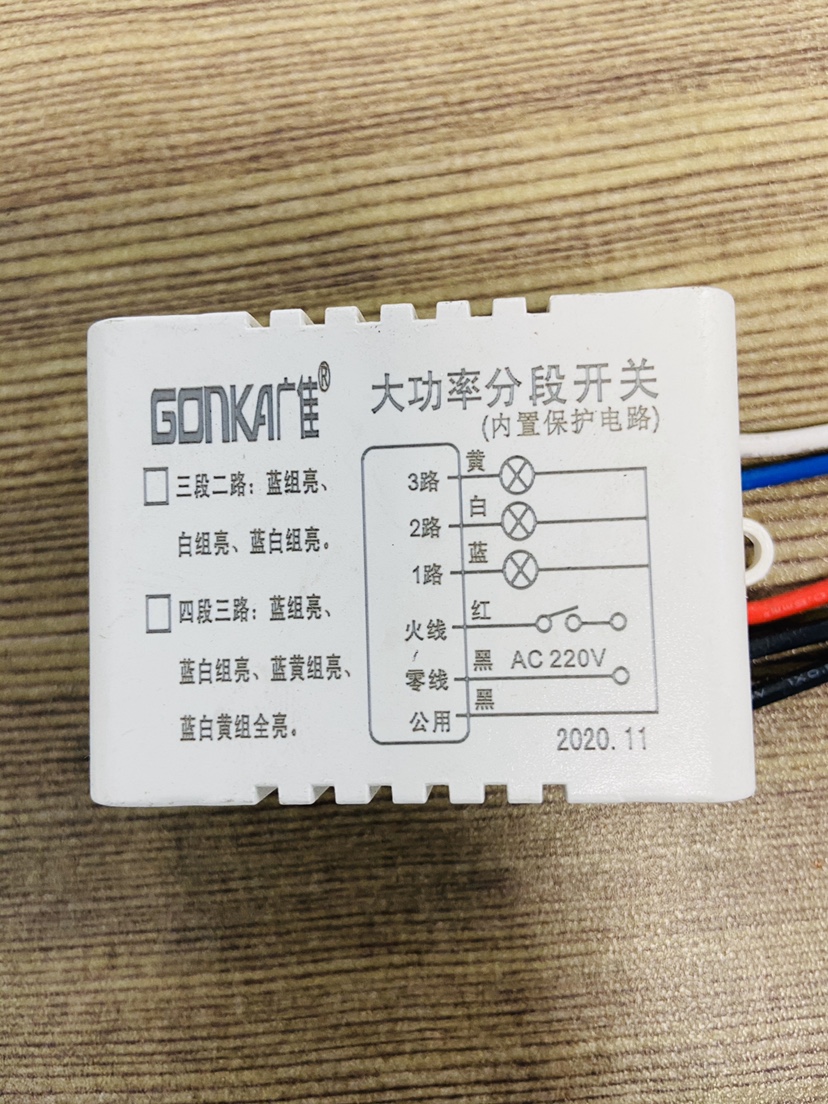 GONKA广佳®
大功率分段开关
(内置保护电路)
三段二路：蓝组亮、
白组亮、蓝白组亮。
四段三路：蓝组亮、
蓝白组亮、蓝黄组亮、
蓝白黄组全亮。
3路 黄
2路 白
1路 蓝
火线 红
零线 黑 AC 220V
公用 黑
2020.11